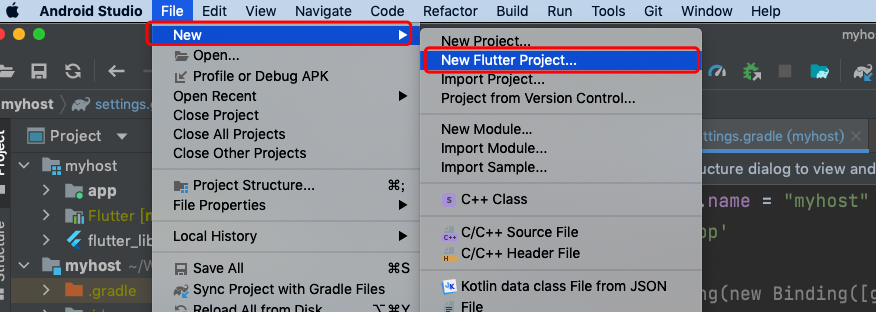 Android Studio File Edit View Navigate Code Refactor Build Run Tools Git Window Help
New
Open...
Profile or Debug APK
Open Recent
Close Project
Close All Projects
Close Other Projects
Project Structure... ⌘;
File Properties
Local History
Save All ⌘S
Sync Project with Gradle Files
Reload All from Disk ⌥⌘Y
New Project...
New Flutter Project...
Import Project...
Project from Version Control...
New Module...
Import Module...
Import Sample...
S C++ Class
C++ C/C++ Source File
H C/C++ Header File
Kotlin data class File from JSON
File
myho
myhost settings.g
Project
Project
Structure
myhost
app
Flutter [m
flutter_lib
myhost ~/W
.gradle
ttings.gradle (myhost)
ucture dialog to view and
.name = "myhost"
pp'
ng(new Binding([g